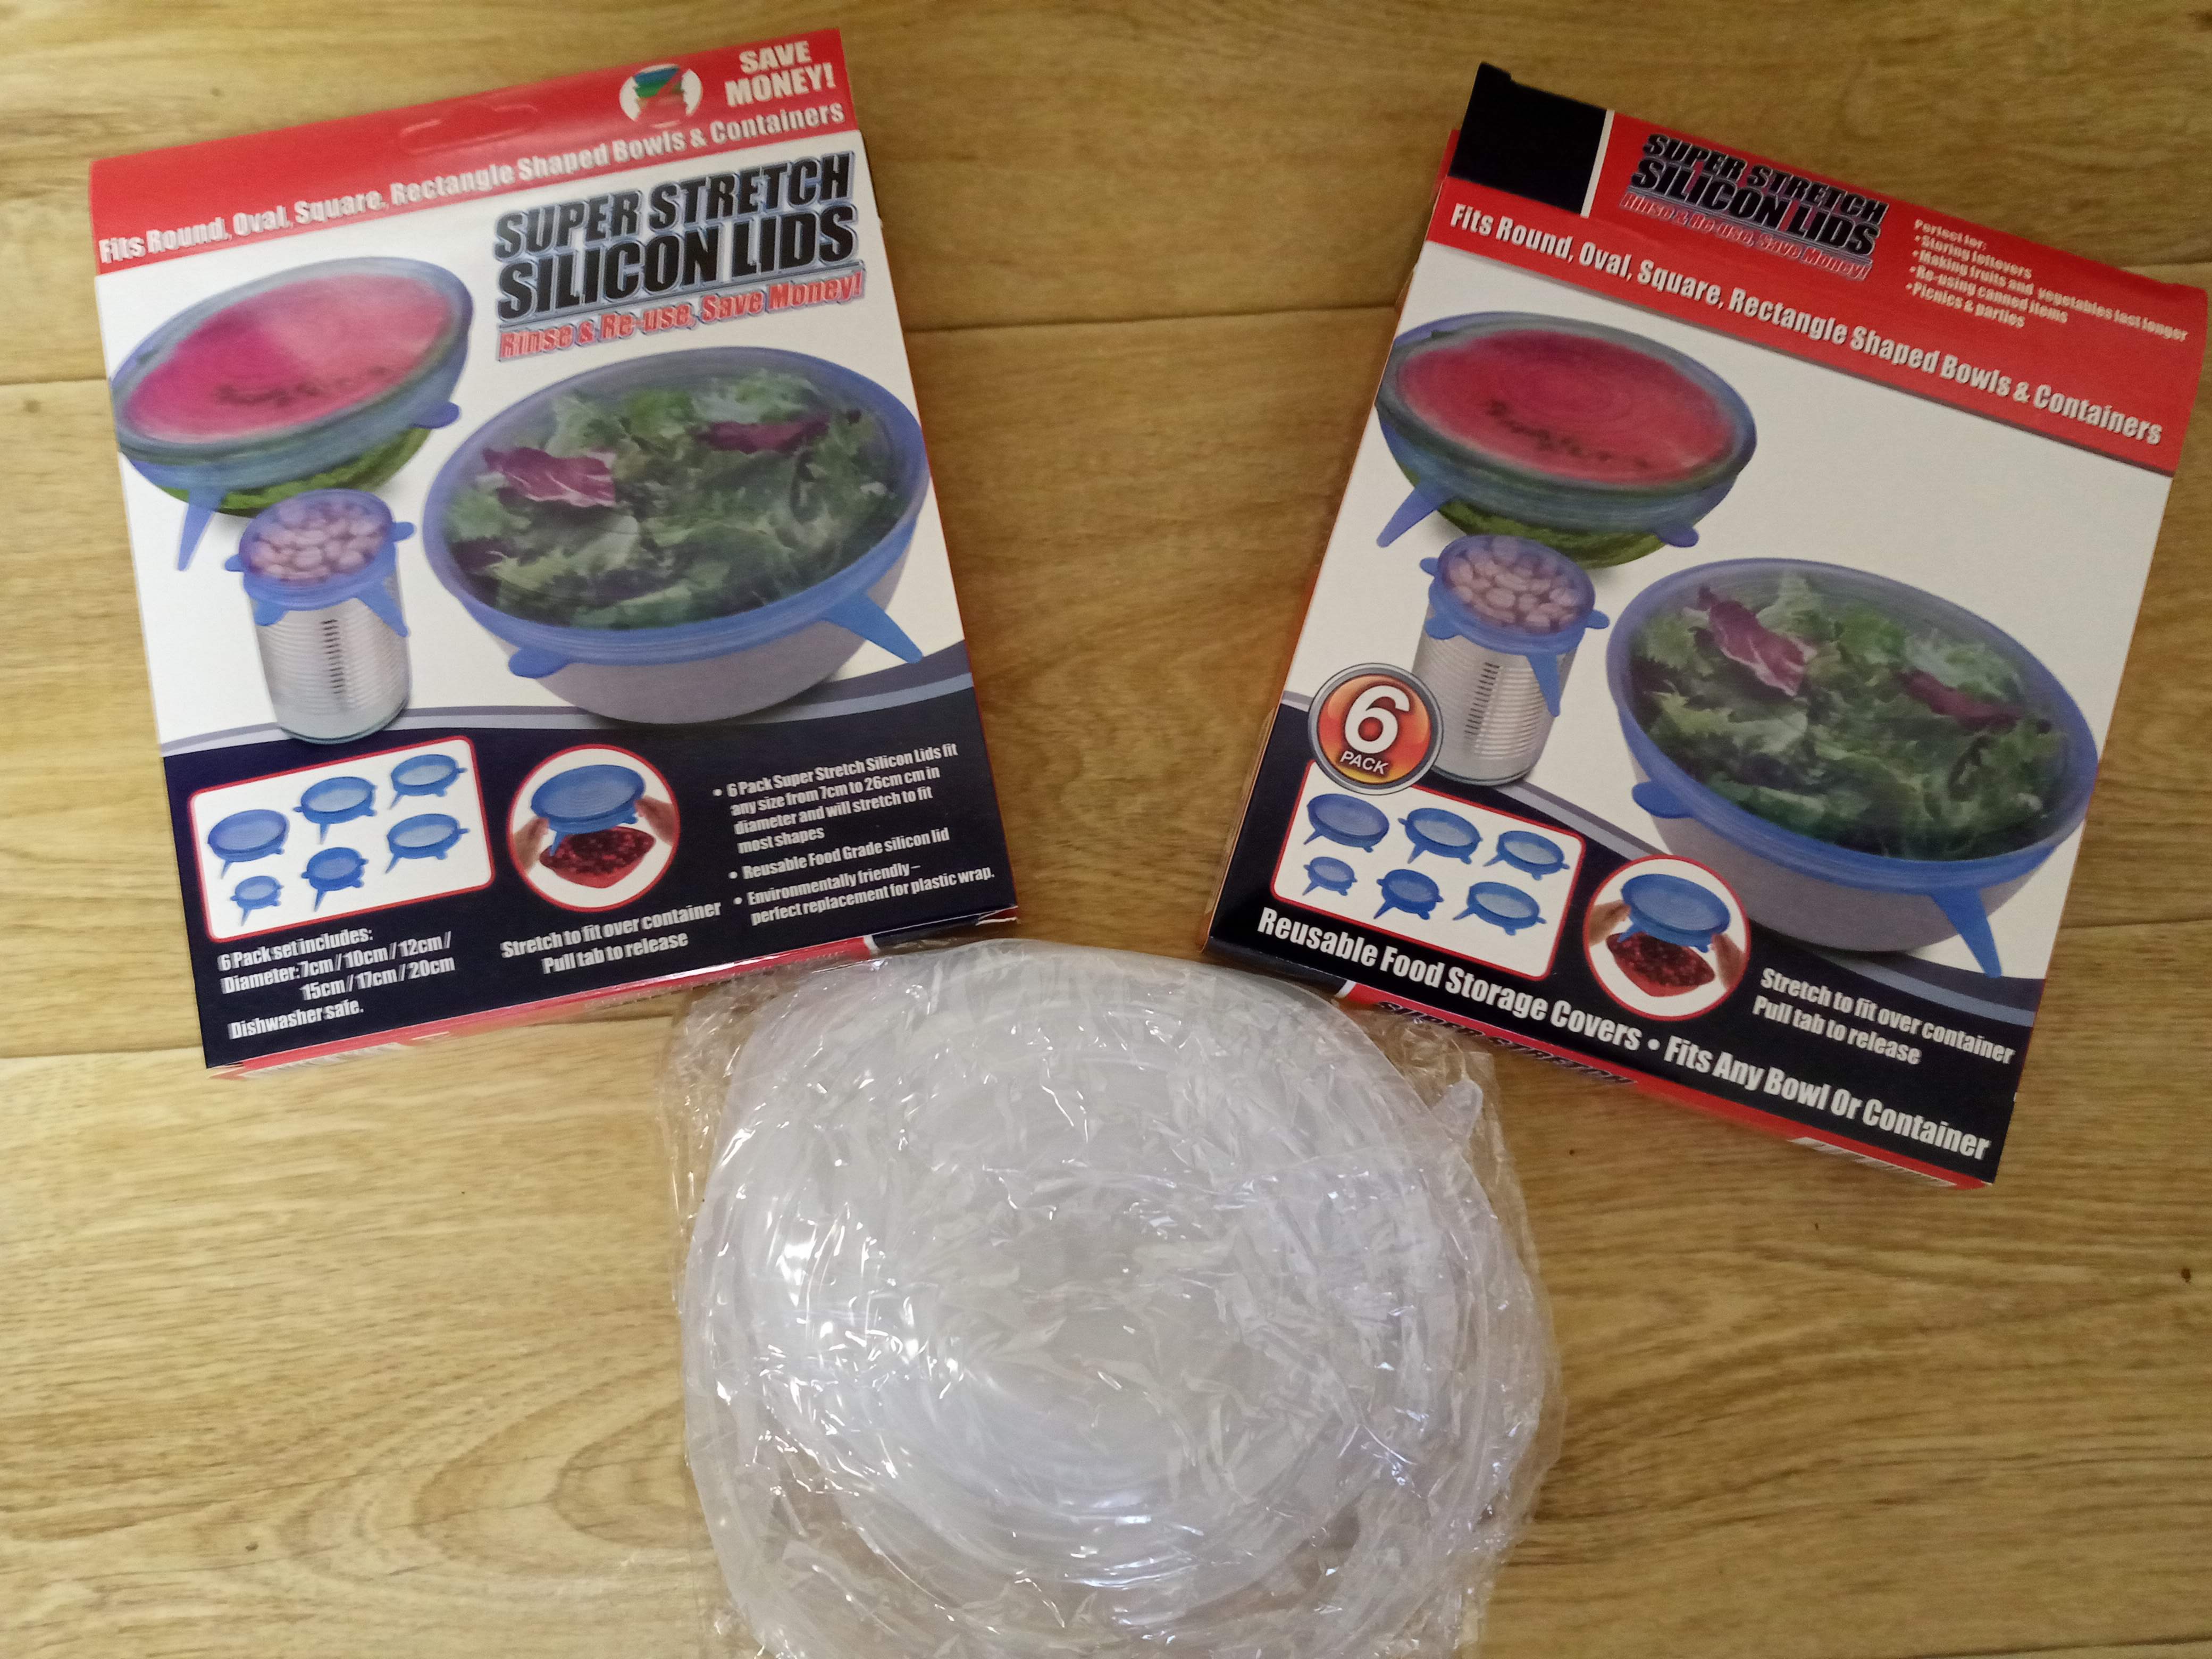 SAVE
MONEY!
Fits Round, Oval, Square, Rectangle Shaped Bowls & Containers
SUPER STRETCH
SILICON LIDS
Rinse & Re-use, Save Money!
6 Pack set includes:
Diameter: 7cm / 10cm / 12cm /
15cm / 17cm / 20cm
Dishwasher safe.
Stretch to fit over container
Pull tab to release
• 6 Pack Super Stretch Silicon Lids fit
any size from 7cm to 26cm cm in
diameter and will stretch to fit
most shapes
• Reusable Food Grade silicon lid
• Environmentally friendly –
perfect replacement for plastic wrap.
SUPER STRETCH
SILICON LIDS
Rinse & Re-use, Save Money!
Perfect for:
• Storing leftovers
• Making fruits and vegetables last longer
• Re-using canned items
• Picnics & parties
Fits Round, Oval, Square, Rectangle Shaped Bowls & Containers
6
PACK
Stretch to fit over container
Pull tab to release
Reusable Food Storage Covers • Fits Any Bowl Or Container
SUPER STRETCH